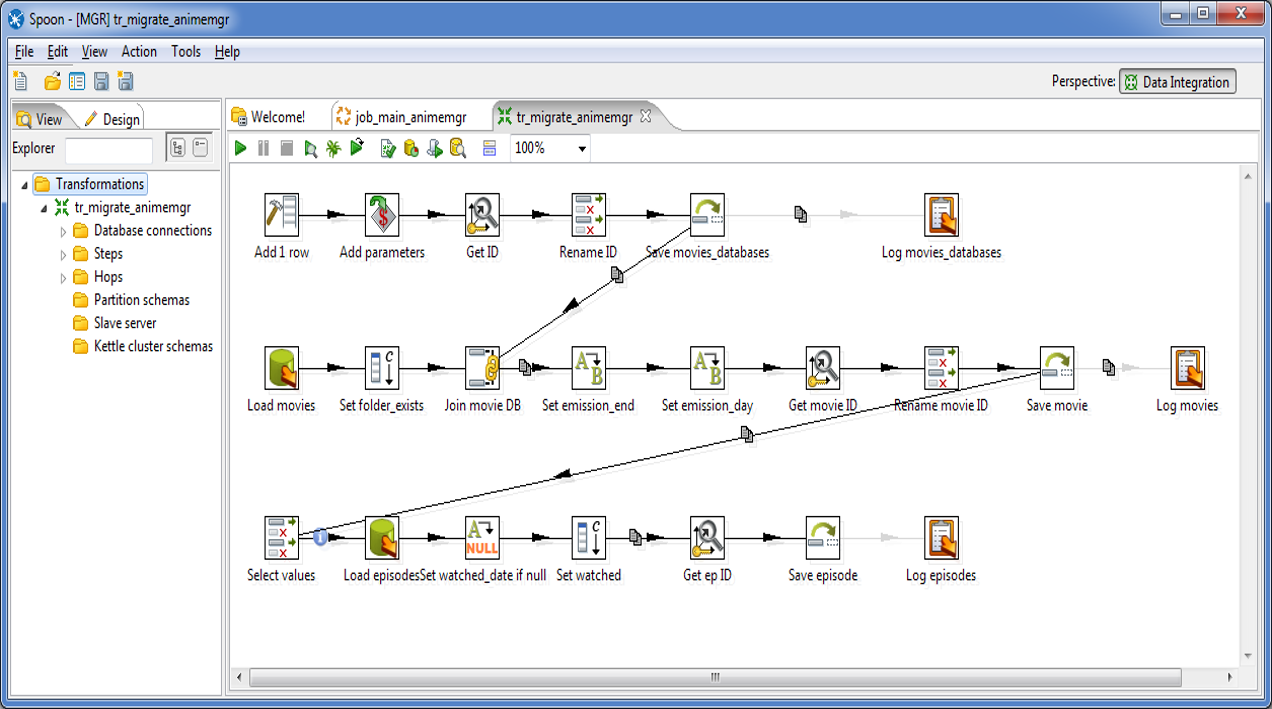 Spoon - [MGR] tr_migrate_animemgr
File Edit View Action Tools Help
Perspective: Data Integration
View Design
Welcome! job_main_animemgr tr_migrate_animemgr
Explorer
100%
Transformations
tr_migrate_animemgr
Database connections
Steps
Hops
Partition schemas
Slave server
Kettle cluster schemas
Add 1 row Add parameters Get ID Rename ID Save movies_databases Log movies_databases
Load movies Set folder_exists Join movie DB Set emission_end Set emission_day Get movie ID Rename movie ID Save movie Log movies
Select values Load episodes Set watched_date if null Set watched Get ep ID Save episode Log episodes